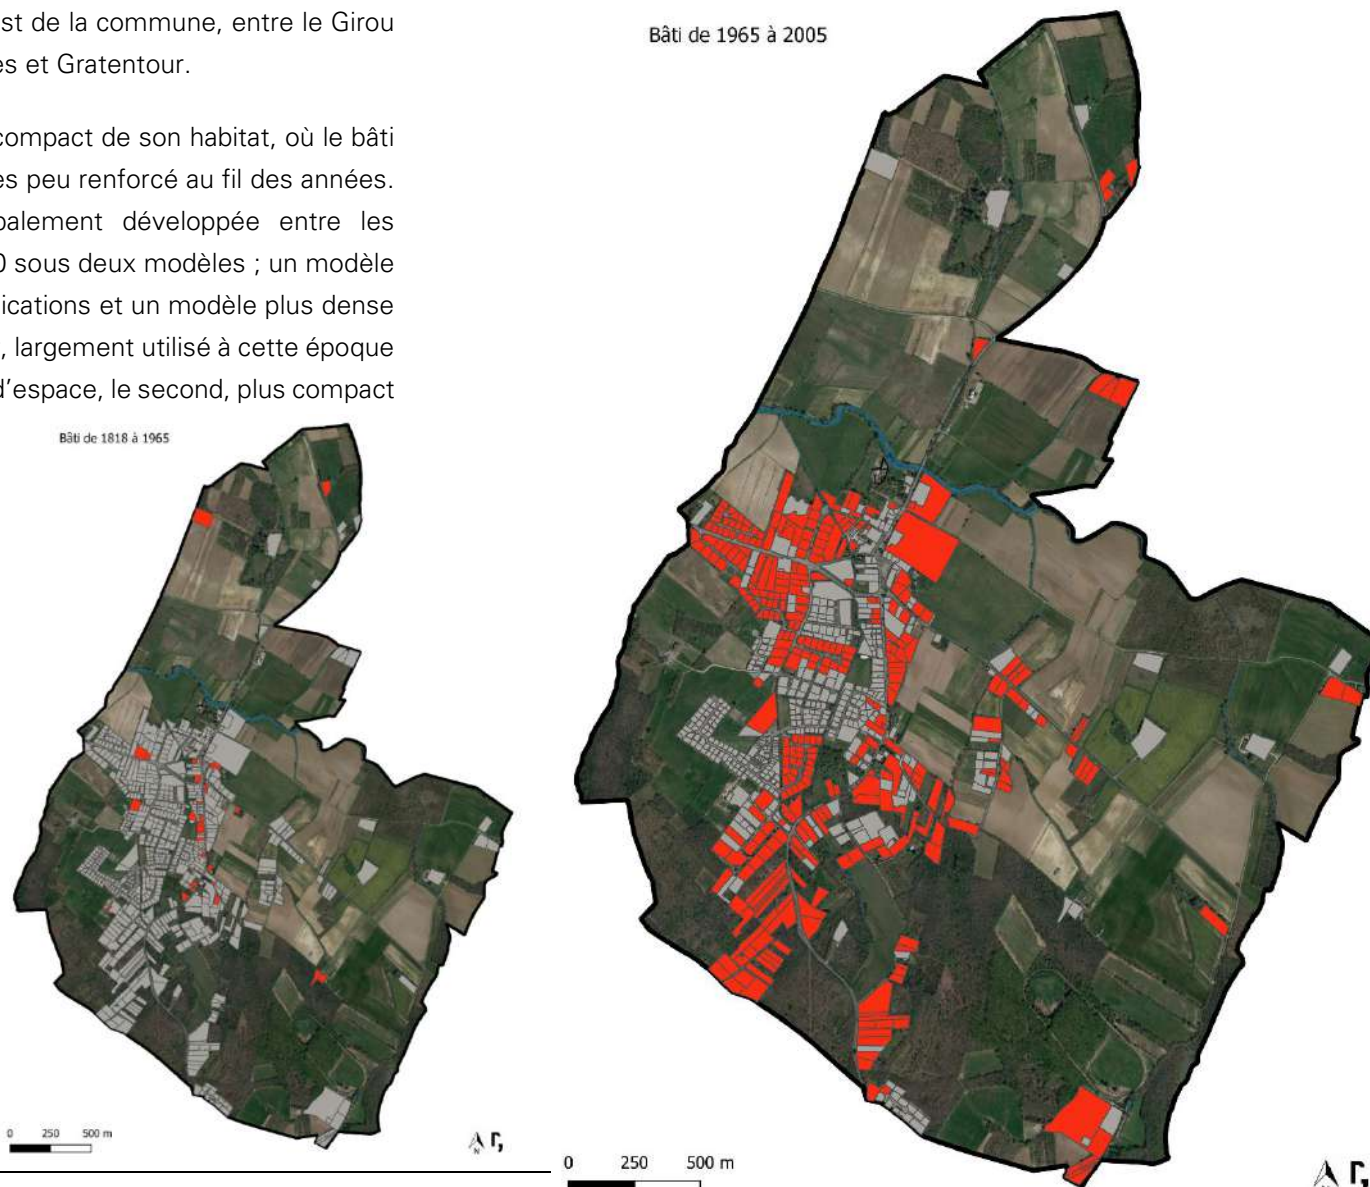 st de la commune, entre le Girou
es et Gratentour.
compact de son habitat, où le bâti
es peu renforcé au fil des années.
palement développée entre les
0 sous deux modèles ; un modèle
ications et un modèle plus dense
, largement utilisé à cette époque
d'espace, le second, plus compact
Bâti de 1818 à 1965
0 250 500 m
N
Bâti de 1965 à 2005
0 250 500 m
N